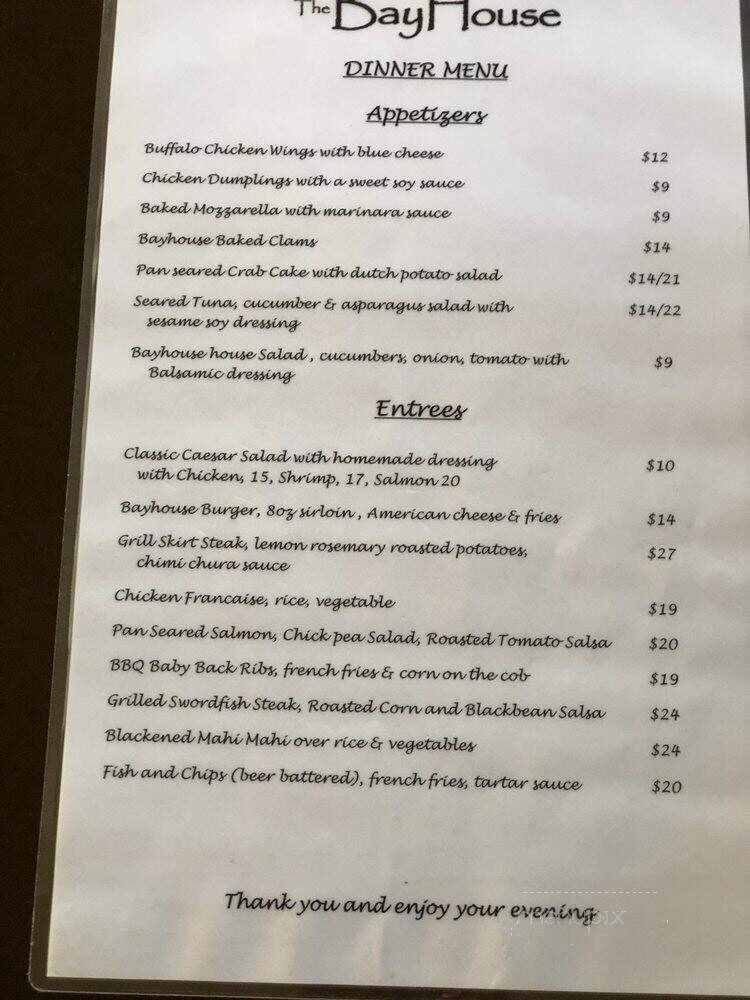 The BayHouse
DINNER MENU
Appetizers
Buffalo Chicken Wings with blue cheese $12
Chicken Dumplings with a sweet soy sauce $9
Baked Mozzarella with marinara sauce $9
Bayhouse Baked Clams $14
Pan seared Crab Cake with dutch potato salad $14/21
Seared Tuna, cucumber & asparagus salad with $14/22
sesame soy dressing
Bayhouse house Salad , cucumbers, onion, tomato with $9
Balsamic dressing
Entrees
Classic Caesar Salad with homemade dressing $10
with Chicken, 15, Shrimp, 17, Salmon 20
Bayhouse Burger, 8oz sirloin , American cheese & fries $14
Grill Skirt Steak, lemon rosemary roasted potatoes, $27
chimi chura sauce
Chicken Francaise, rice, vegetable $19
Pan Seared Salmon, Chick pea Salad, Roasted Tomato Salsa $20
BBQ Baby Back Ribs, french fries & corn on the cob $19
Grilled Swordfish Steak, Roasted Corn and Blackbean Salsa $24
Blackened Mahi Mahi over rice & vegetables $24
Fish and Chips (beer battered), french fries, tartar sauce $20
Thank you and enjoy your evening